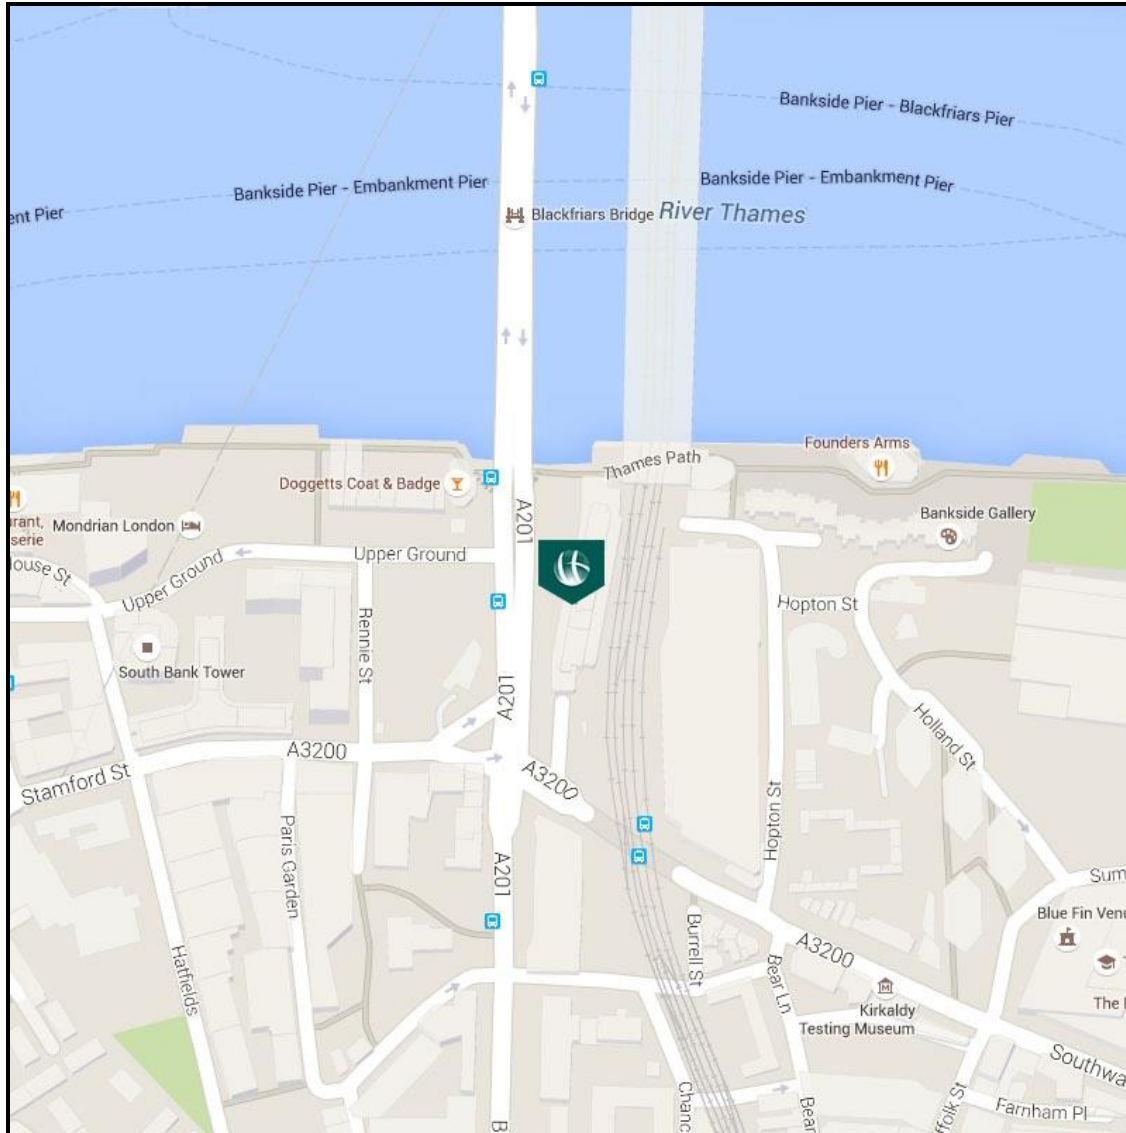 Bankside Pier - Blackfriars Pier
Bankside Pier - Embankment Pier
Bankside Pier - Embankment Pier
ent Pier
Blackfriars Bridge
River Thames
Founders Arms
Thames Path
Doggetts Coat & Badge
A201
Bankside Gallery
Mondrian London
rant,
serie
Upper Ground
Upper Ground
House St
Hopton St
Rennie St
South Bank Tower
A201
Holland St
A3200
A3200
Stamford St
Hopton St
Paris Garden
A201
Sum
Blue Fin Venu
Burrell St
A3200
Bear Ln
Hatfields
Kirkaldy
Testing Museum
The
Southwa
Chanc
Bear
ffolk St
Farnham Pl
B